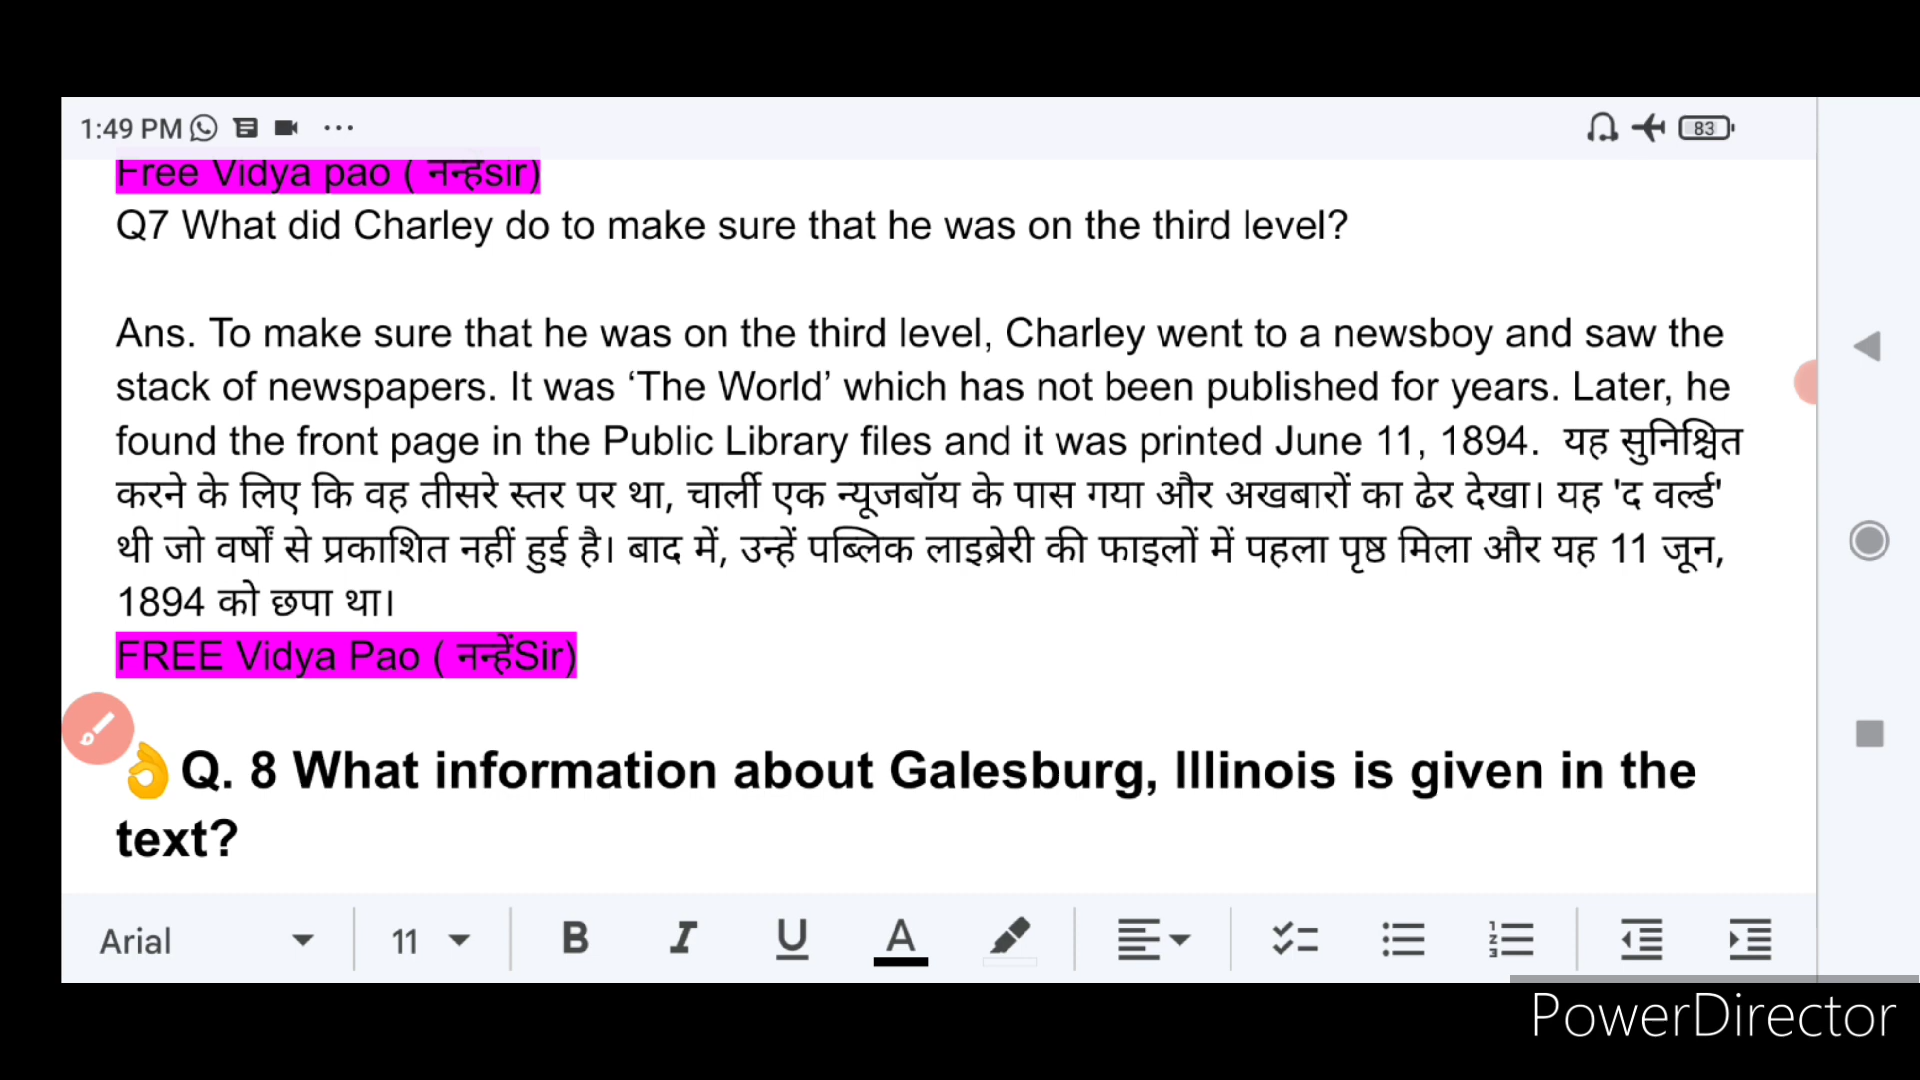 1:49 PM
83
Free Vidya pao ( नन्हेंsir)
Q7 What did Charley do to make sure that he was on the third level?
Ans. To make sure that he was on the third level, Charley went to a newsboy and saw the
stack of newspapers. It was ‘The World’ which has not been published for years. Later, he
found the front page in the Public Library files and it was printed June 11, 1894. यह सुनिश्चित
करने के लिए कि वह तीसरे स्तर पर था, चार्ली एक न्यूजबॉय के पास गया और अखबारों का ढेर देखा। यह 'द वर्ल्ड'
थी जो वर्षों से प्रकाशित नहीं हुई है। बाद में, उन्हें पब्लिक लाइब्रेरी की फाइलों में पहला पृष्ठ मिला और यह 11 जून,
1894 को छपा था।
FREE Vidya Pao ( नन्हेंSir)
👌Q. 8 What information about Galesburg, Illinois is given in the
text?
Arial 11 B I U A
PowerDirector